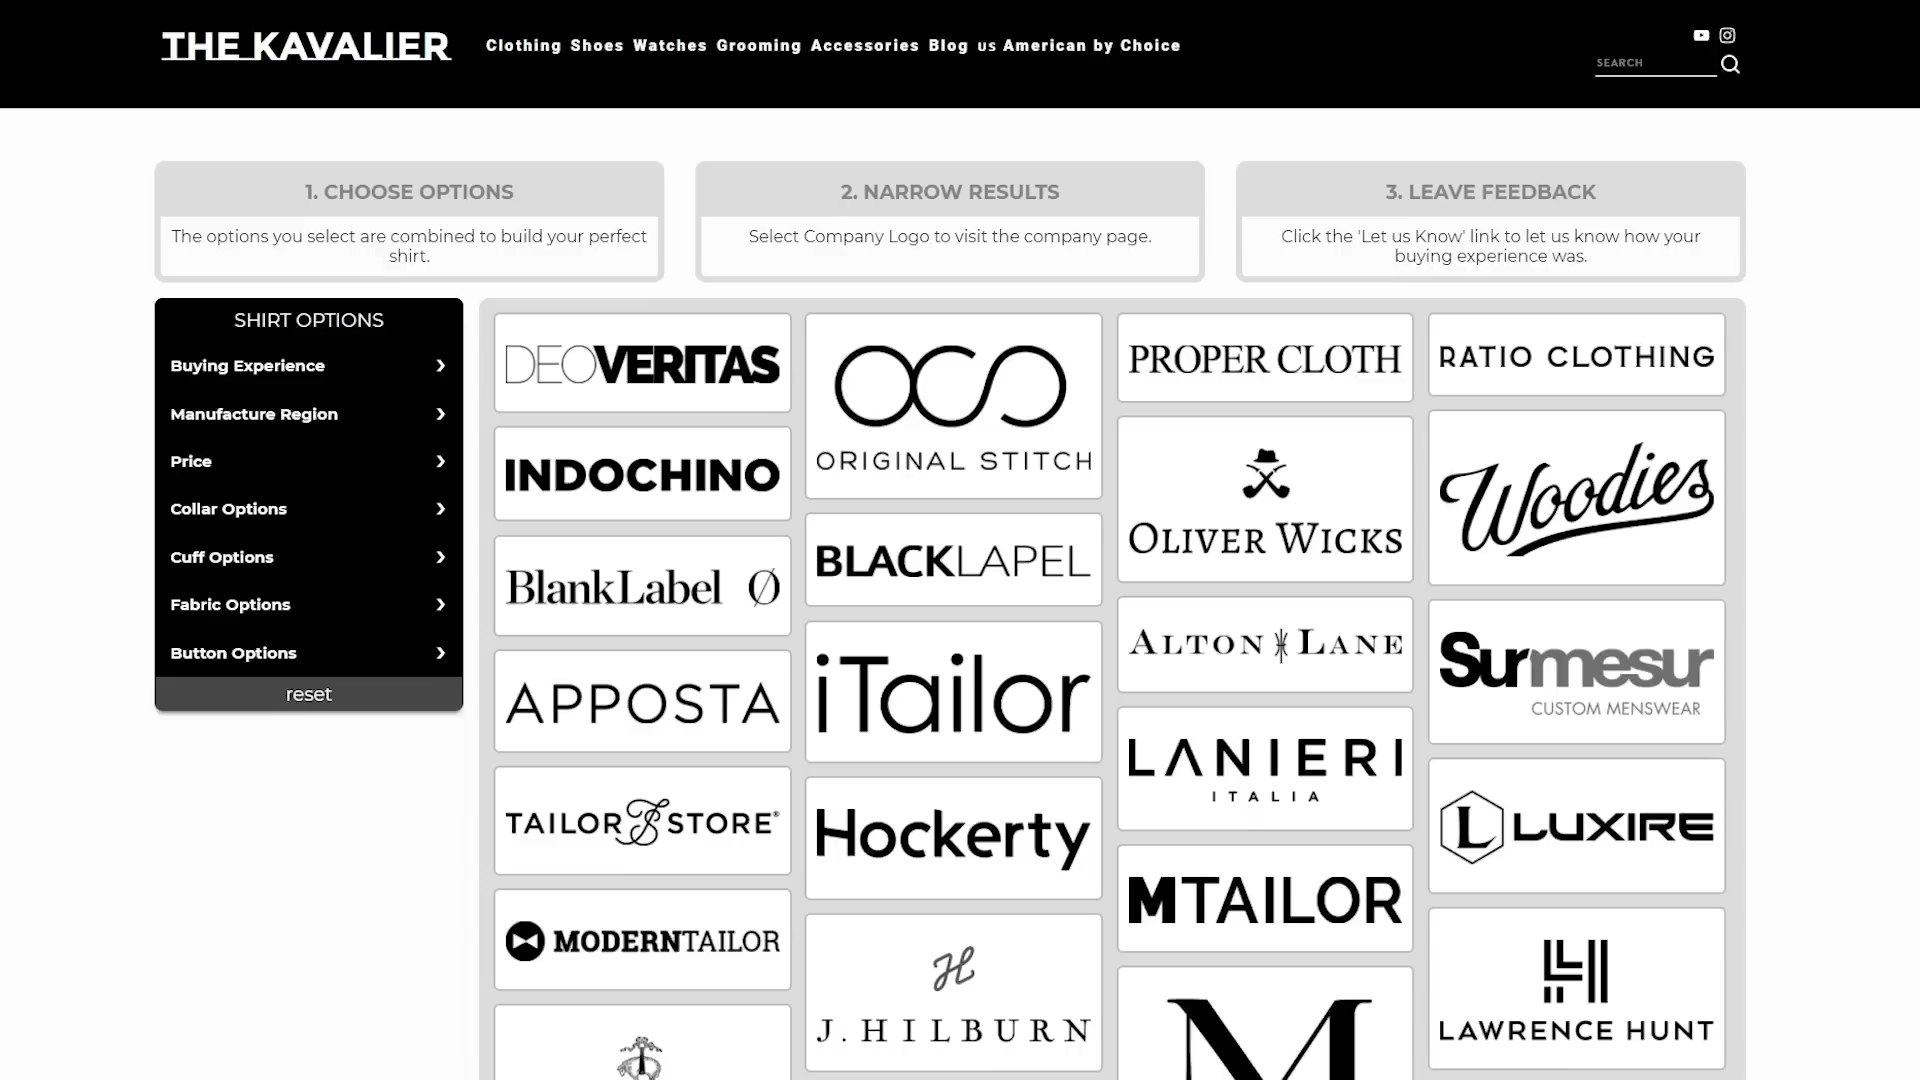 THE KAVALIER
Clothing Shoes Watches Grooming Accessories Blog us American by Choice
SEARCH
1. CHOOSE OPTIONS
The options you select are combined to build your perfect
shirt.
2. NARROW RESULTS
Select Company Logo to visit the company page.
3. LEAVE FEEDBACK
Click the 'Let us Know' link to let us know how your
buying experience was.
SHIRT OPTIONS
Buying Experience
Manufacture Region
Price
Collar Options
Cuff Options
Fabric Options
Button Options
reset
DEOVERITAS
INDOCHINO
BlankLabel Ø
APPOSTA
TAILOR TS STORE®
MODERNTAILOR
OCS
ORIGINAL STITCH
BLACKLAPEL
iTailor
Hockerty
H
J.HILBURN
PROPER CLOTH
OLIVER WICKS
ALTON LANE
LANIERI
ITALIA
MTAILOR
M
RATIO CLOTHING
Woodies
Surmesur
CUSTOM MENSWEAR
L LUXIRE
LH
LAWRENCE HUNT